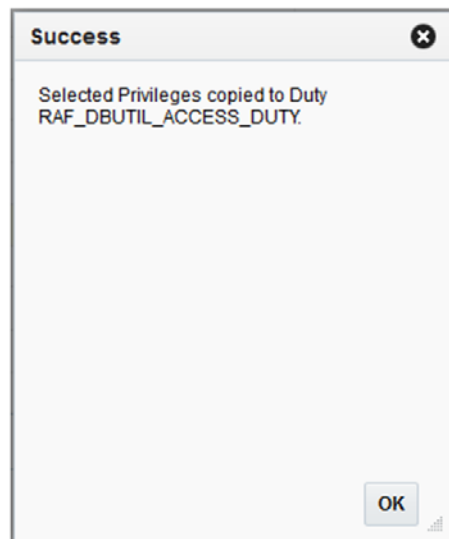 Success
Selected Privileges copied to Duty
RAF_DBUTIL_ACCESS_DUTY.
OK